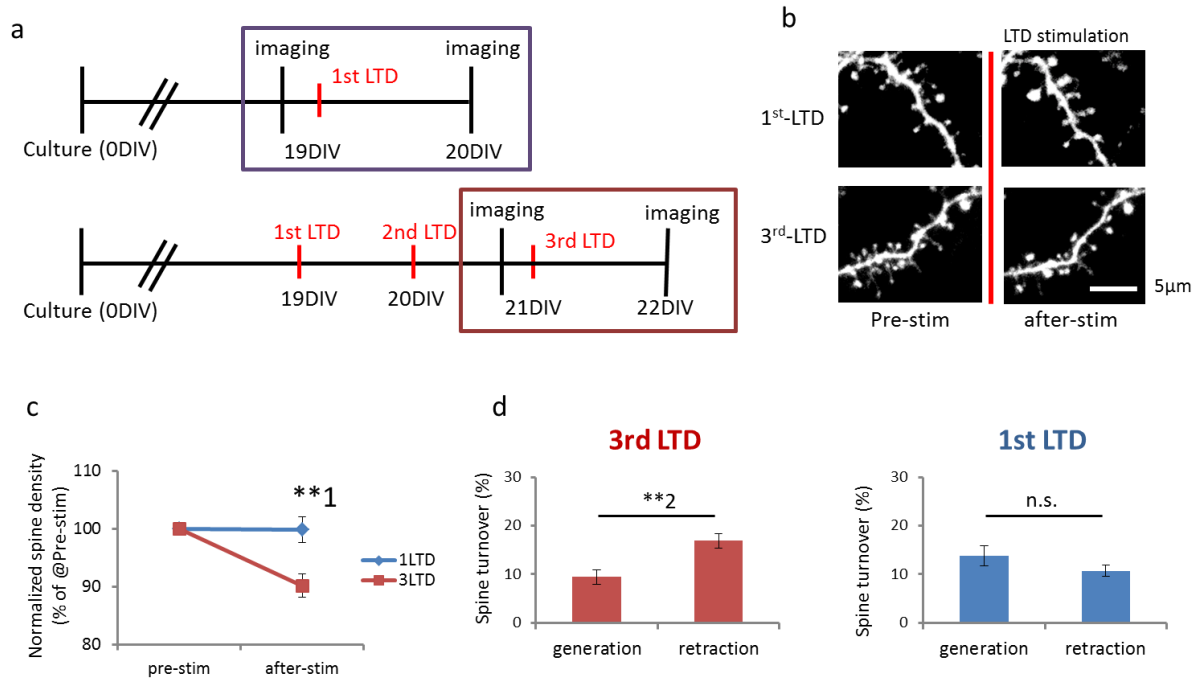 a
imaging
imaging
1st LTD
Culture (0DIV)
19DIV
20DIV
imaging
imaging
1st LTD
2nd LTD
3rd LTD
Culture (0DIV)
19DIV
20DIV
21DIV
22DIV
b
LTD stimulation
1st-LTD
3rd-LTD
5μm
Pre-stim
after-stim
c
Normalized spine density
(% of @Pre-stim)
110
100
90
80
**1
1LTD
3LTD
pre-stim
after-stim
d
3rd LTD
Spine turnover (%)
30
20
10
0
**2
generation
retraction
1st LTD
Spine turnover (%)
30
20
10
0
n.s.
generation
retraction